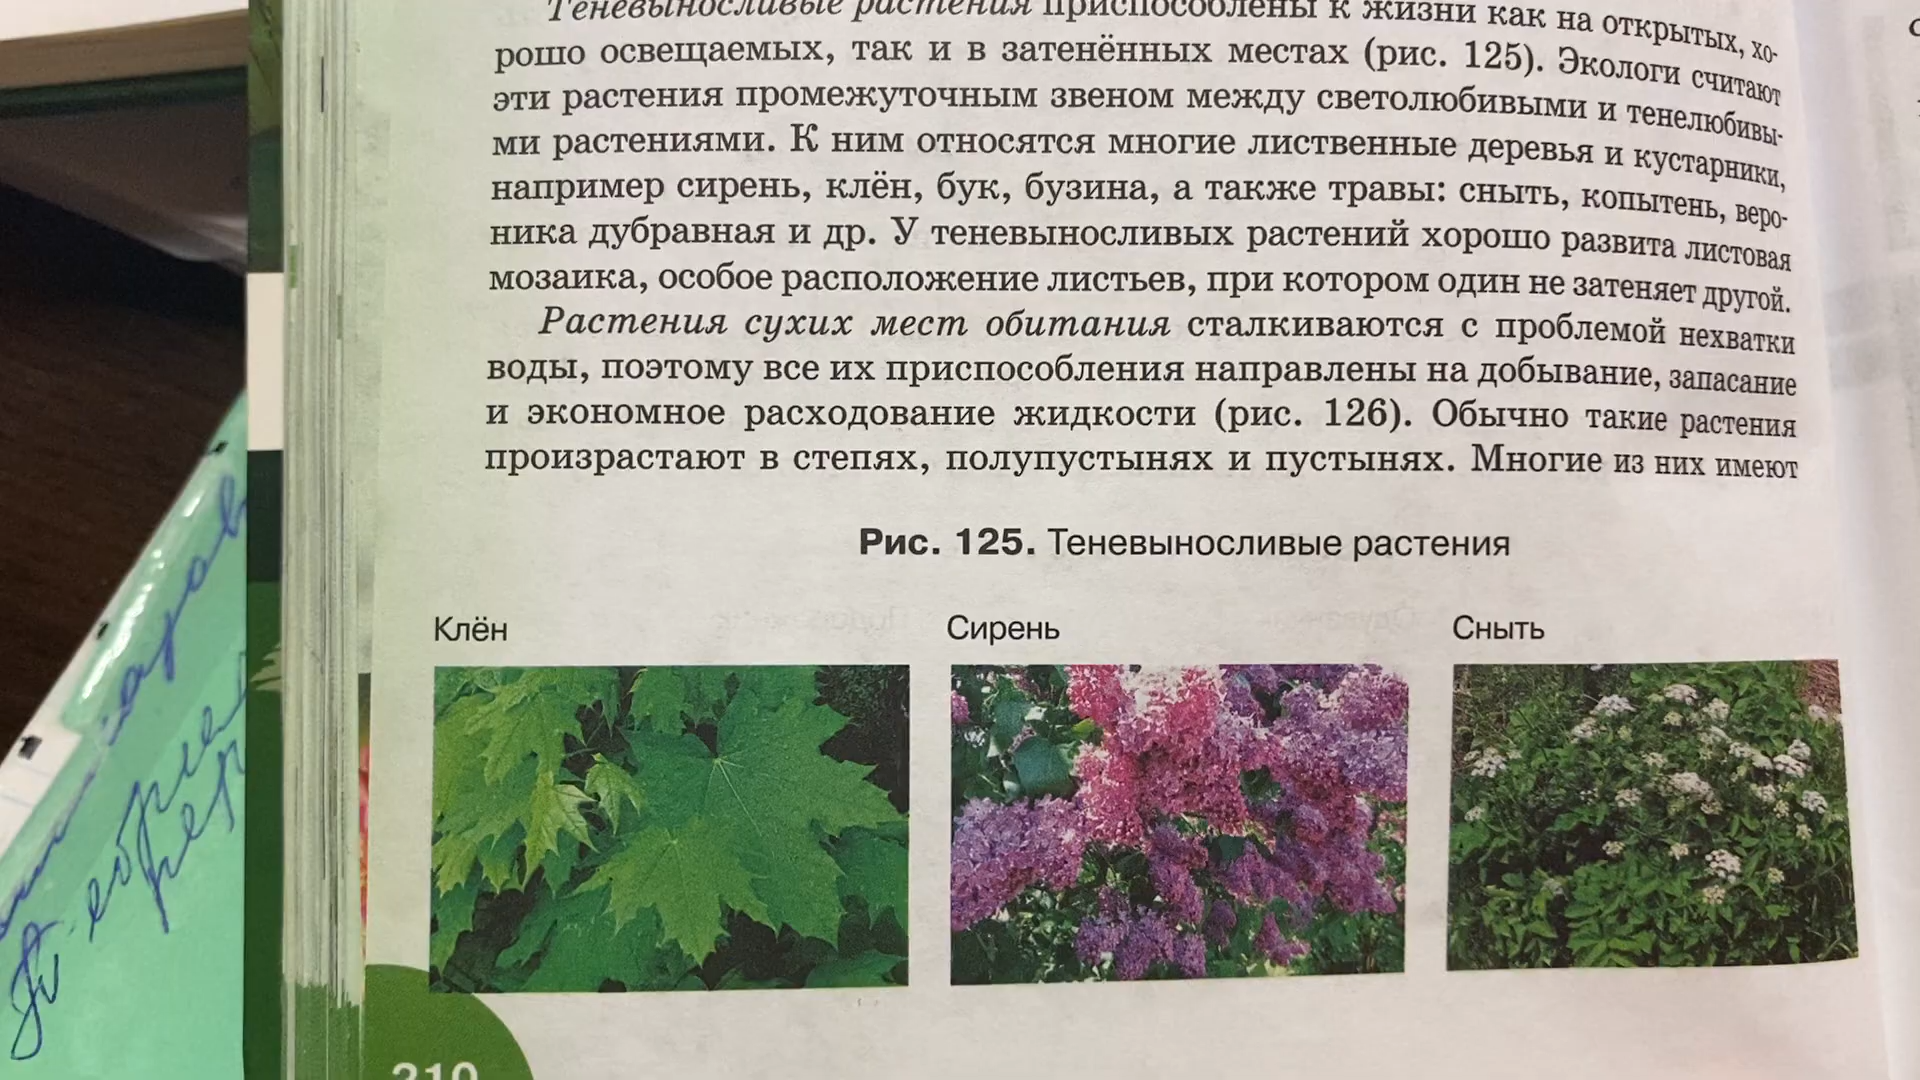 Теневыносливые растения приспособлены к жизни как на открытых, хо-
рошо освещаемых, так и в затенённых местах (рис. 125). Экологи считают
эти растения промежуточным звеном между светолюбивыми и тенелюбивы-
ми растениями. К ним относятся многие лиственные деревья и кустарники,
например сирень, клён, бук, бузина, а также травы: сныть, копытень, веро-
ника дубравная и др. У теневыносливых растений хорошо развита листовая
мозаика, особое расположение листьев, при котором один не затеняет другой.
Растения сухих мест обитания сталкиваются с проблемой нехватки
воды, поэтому все их приспособления направлены на добывание, запасание
и экономное расходование жидкости (рис. 126). Обычно такие растения
произрастают в степях, полупустынях и пустынях. Многие из них имеют
Рис. 125. Теневыносливые растения
Клён
Сирень
Сныть
210